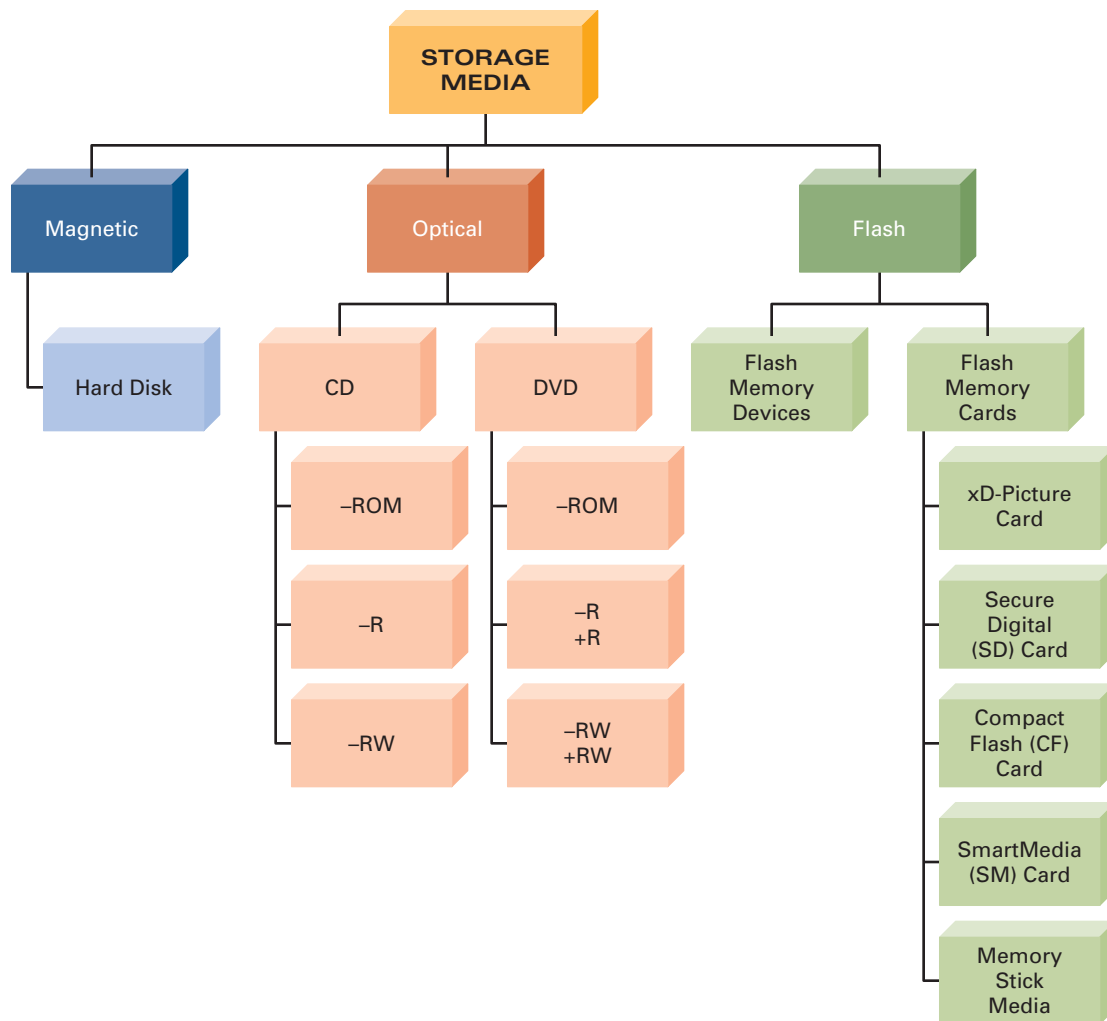 STORAGE
MEDIA
Magnetic
Optical
Flash
Hard Disk
CD
DVD
Flash
Memory
Devices
Flash
Memory
Cards
–ROM
–R
–RW
–ROM
–R
+R
–RW
+RW
xD-Picture
Card
Secure
Digital
(SD) Card
Compact
Flash (CF)
Card
SmartMedia
(SM) Card
Memory
Stick
Media